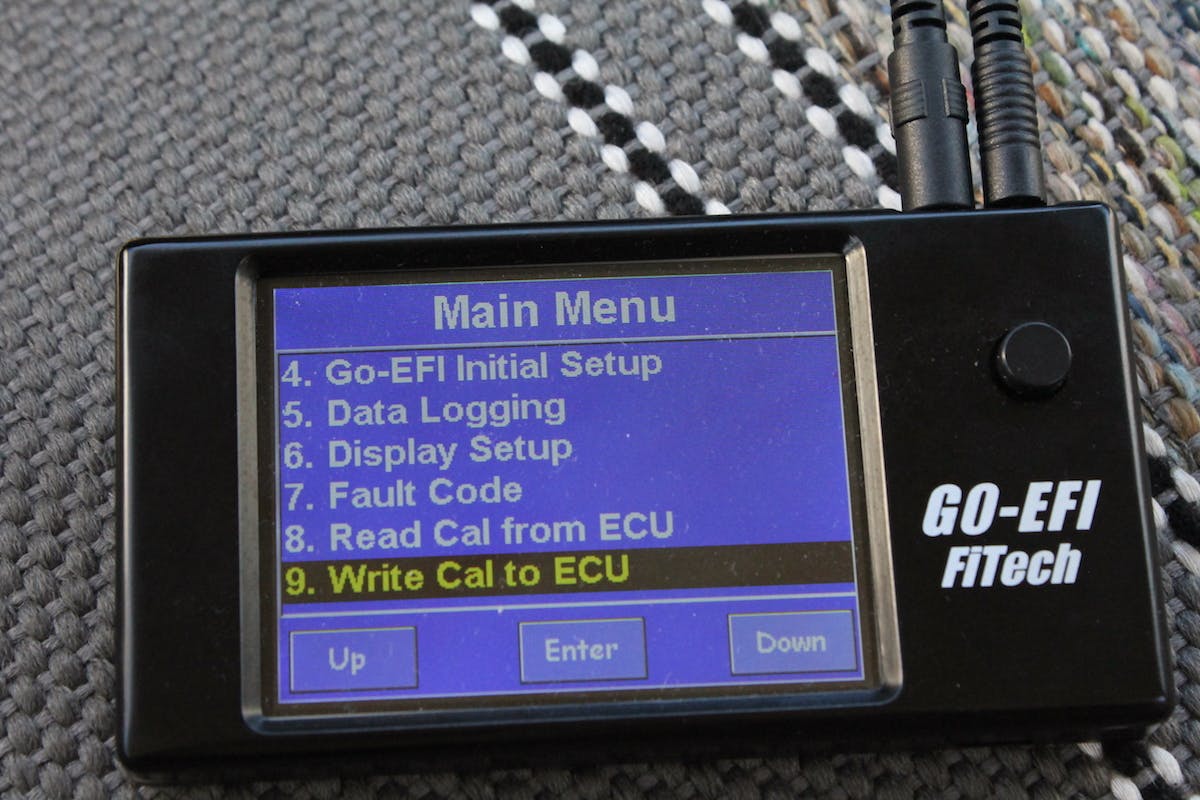 Main Menu
4. Go-EFI Initial Setup
5. Data Logging
6. Display Setup
7. Fault Code
8. Read Cal from ECU
9. Write Cal to ECU
Up Enter Down
GO-EFI
FiTech